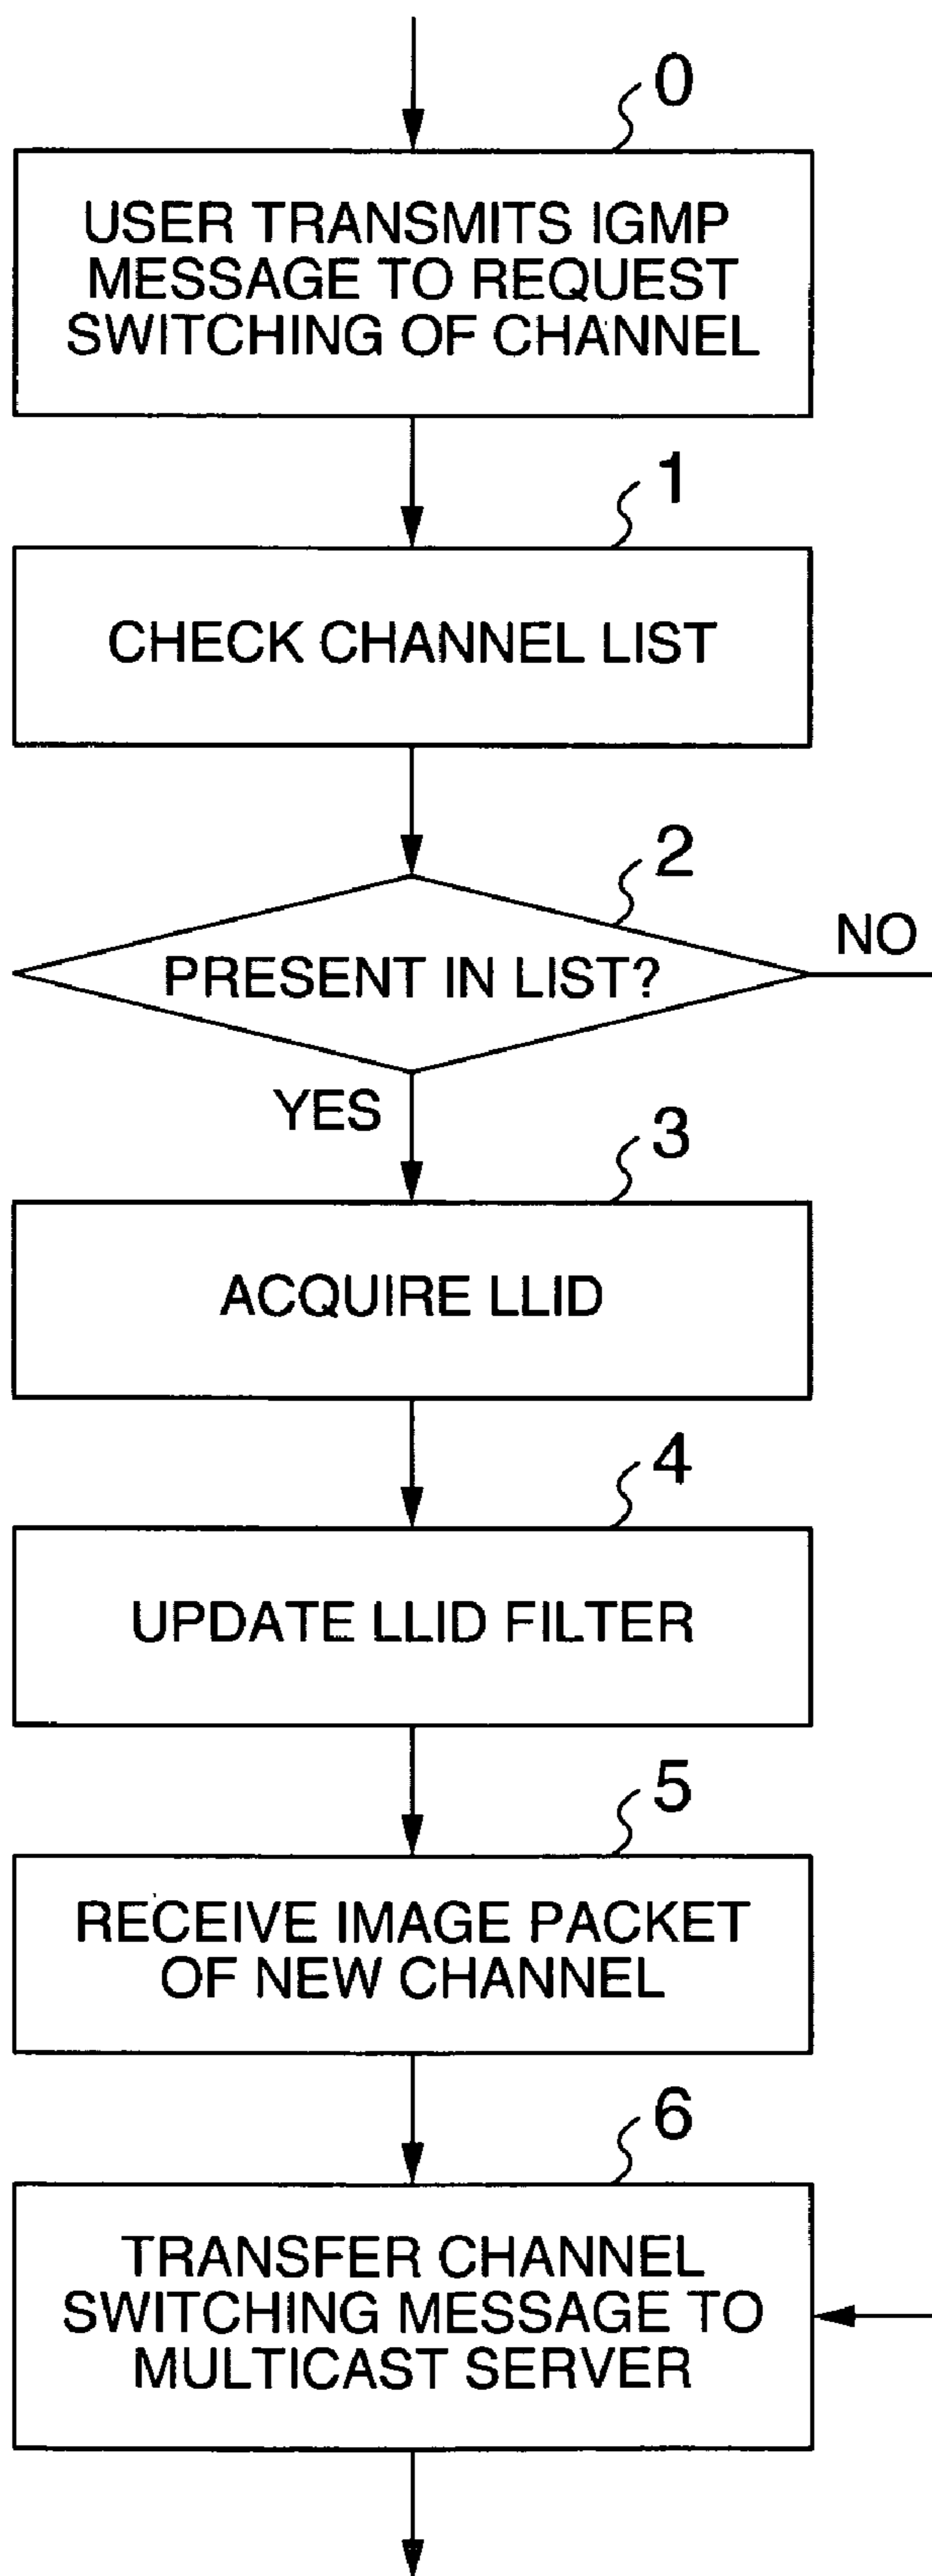 0
USER TRANSMITS IGMP
MESSAGE TO REQUEST
SWITCHING OF CHANNEL
1
CHECK CHANNEL LIST
2
PRESENT IN LIST?
NO
YES
3
ACQUIRE LLID
4
UPDATE LLID FILTER
5
RECEIVE IMAGE PACKET
OF NEW CHANNEL
6
TRANSFER CHANNEL
SWITCHING MESSAGE TO
MULTICAST SERVER